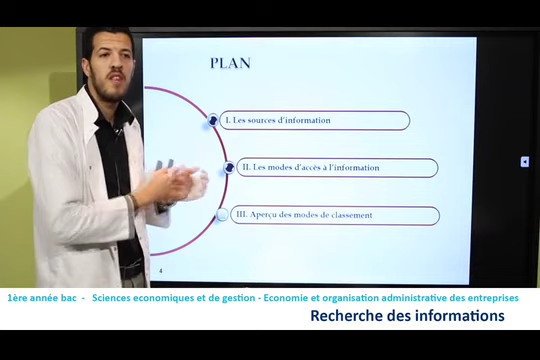 PLAN
I. Les sources d'information
II. Les modes d'accès à l'information
III. Aperçu des modes de classement
4
1ère année bac - Sciences economiques et de gestion - Economie et organisation administrative des entreprises
Recherche des informations